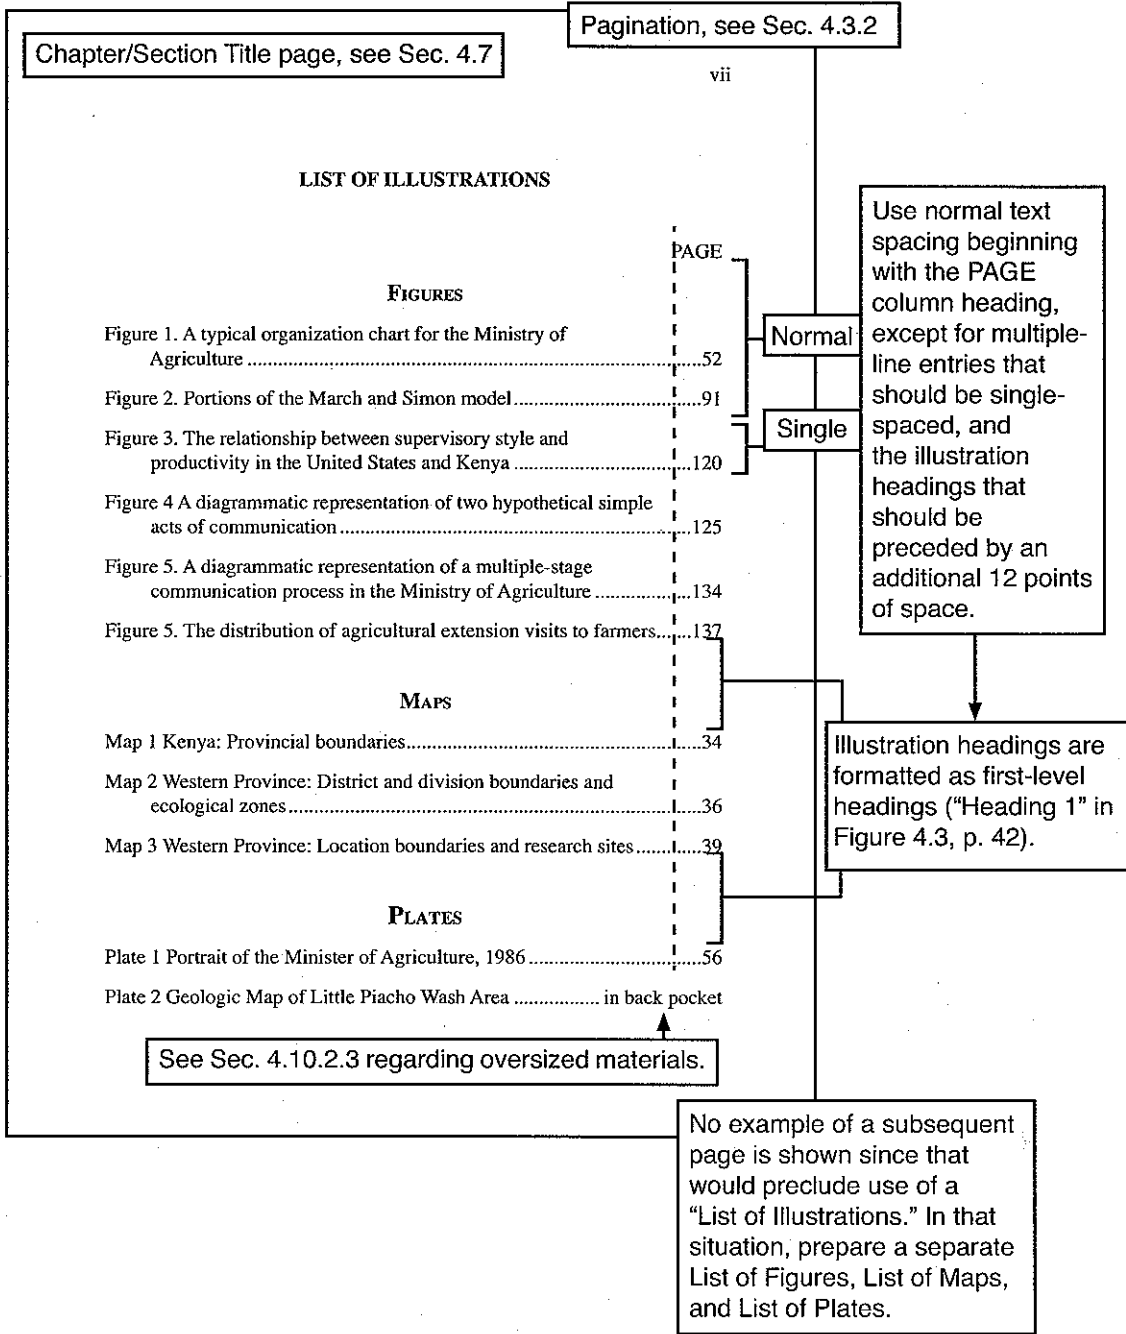 Pagination, see Sec. 4.3.2
Chapter/Section Title page, see Sec. 4.7
vii
LIST OF ILLUSTRATIONS
PAGE
FIGURES
Figure 1. A typical organization chart for the Ministry of
Agriculture ........................................................................................52
Figure 2. Portions of the March and Simon model...................................91
Figure 3. The relationship between supervisory style and
productivity in the United States and Kenya ......................................120
Figure 4 A diagrammatic representation of two hypothetical simple
acts of communication ......................................................................125
Figure 5. A diagrammatic representation of a multiple-stage
communication process in the Ministry of Agriculture ...................134
Figure 5. The distribution of agricultural extension visits to farmers.......137
MAPS
Map 1 Kenya: Provincial boundaries......................................................34
Map 2 Western Province: District and division boundaries and
ecological zones................................................................................36
Map 3 Western Province: Location boundaries and research sites .............39
PLATES
Plate 1 Portrait of the Minister of Agriculture, 1986 ................................56
Plate 2 Geologic Map of Little Piacho Wash Area ................ in back pocket
See Sec. 4.10.2.3 regarding oversized materials.
Normal
Single
Use normal text
spacing beginning
with the PAGE
column heading,
except for multiple-
line entries that
should be single-
spaced, and
the illustration
headings that
should be
preceded by an
additional 12 points
of space.
Illustration headings are
formatted as first-level
headings (“Heading 1” in
Figure 4.3, p. 42).
No example of a subsequent
page is shown since that
would preclude use of a
“List of Illustrations.” In that
situation, prepare a separate
List of Figures, List of Maps,
and List of Plates.